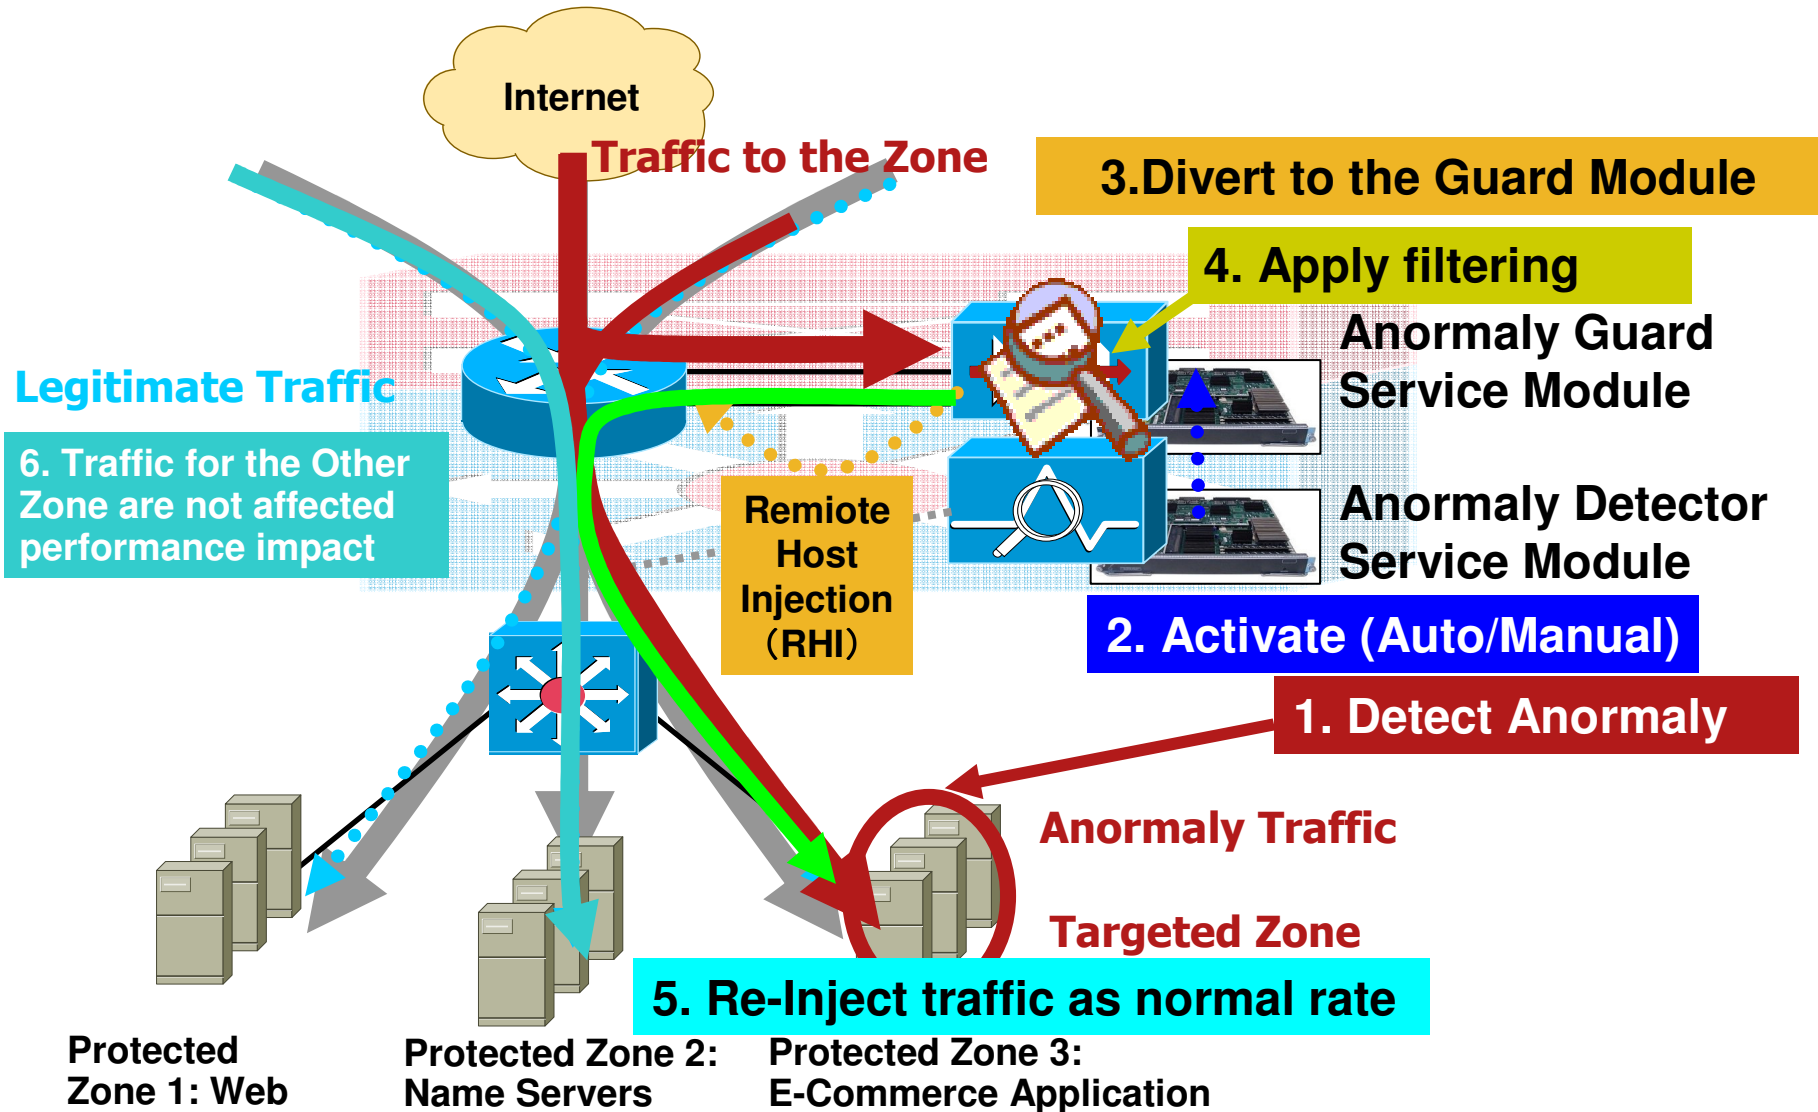 Internet
Traffic to the Zone
3.Divert to the Guard Module
4. Apply filtering
Anormaly Guard
Service Module
Legitimate Traffic
6. Traffic for the Other
Zone are not affected
performance impact
Remiote
Host
Injection
（RHI）
Anormaly Detector
Service Module
2. Activate (Auto/Manual)
1. Detect Anormaly
Anormaly Traffic
Targeted Zone
5. Re-Inject traffic as normal rate
Protected
Zone 1: Web
Protected Zone 2:
Name Servers
Protected Zone 3:
E-Commerce Application